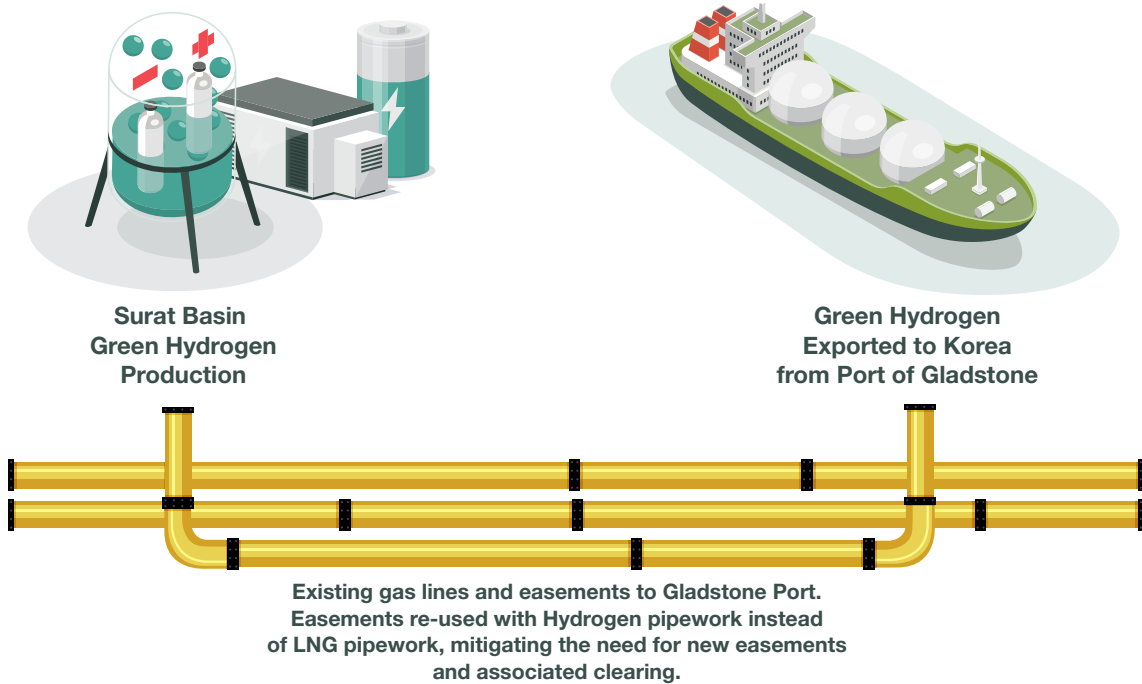 Surat Basin
Green Hydrogen
Production
Green Hydrogen
Exported to Korea
from Port of Gladstone
Existing gas lines and easements to Gladstone Port.
Easements re-used with Hydrogen pipework instead
of LNG pipework, mitigating the need for new easements
and associated clearing.